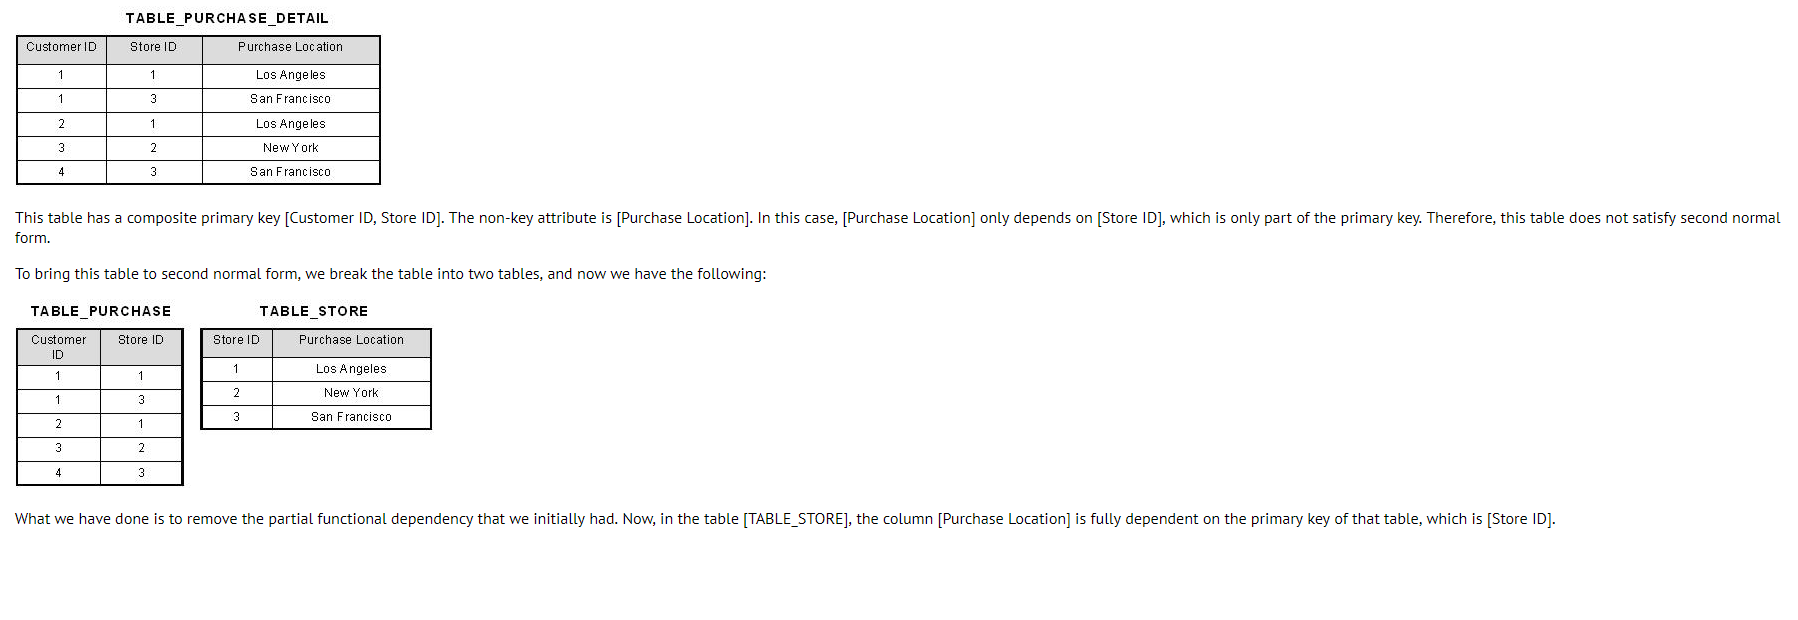 TABLE_PURCHASE_DETAIL
Customer ID Store ID Purchase Location
1 1 Los Angeles
1 3 San Francisco
2 1 Los Angeles
3 2 New York
4 3 San Francisco
This table has a composite primary key [Customer ID, Store ID]. The non-key attribute is [Purchase Location]. In this case, [Purchase Location] only depends on [Store ID], which is only part of the primary key. Therefore, this table does not satisfy second normal
form.
To bring this table to second normal form, we break the table into two tables, and now we have the following:
TABLE_PURCHASE
Customer Store ID
ID
1 1
1 3
2 1
3 2
4 3
TABLE_STORE
Store ID Purchase Location
1 Los Angeles
2 New York
3 San Francisco
What we have done is to remove the partial functional dependency that we initially had. Now, in the table [TABLE_STORE], the column [Purchase Location] is fully dependent on the primary key of that table, which is [Store ID].